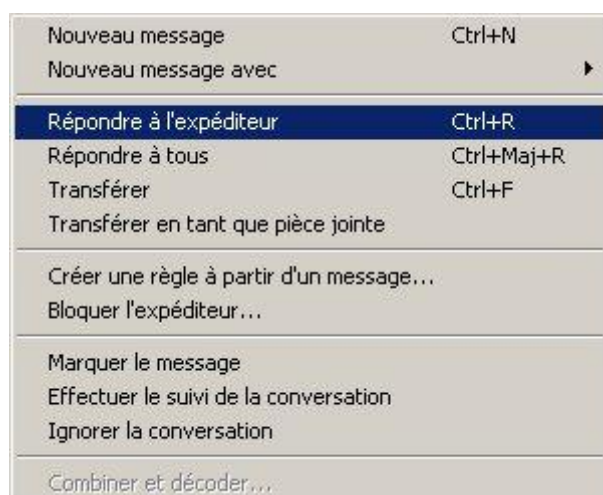 Nouveau message Ctrl+N
Nouveau message avec
Répondre à l'expéditeur Ctrl+R
Répondre à tous Ctrl+Maj+R
Transférer Ctrl+F
Transférer en tant que pièce jointe
Créer une règle à partir d'un message...
Bloquer l'expéditeur...
Marquer le message
Effectuer le suivi de la conversation
Ignorer la conversation
Combiner et décoder...